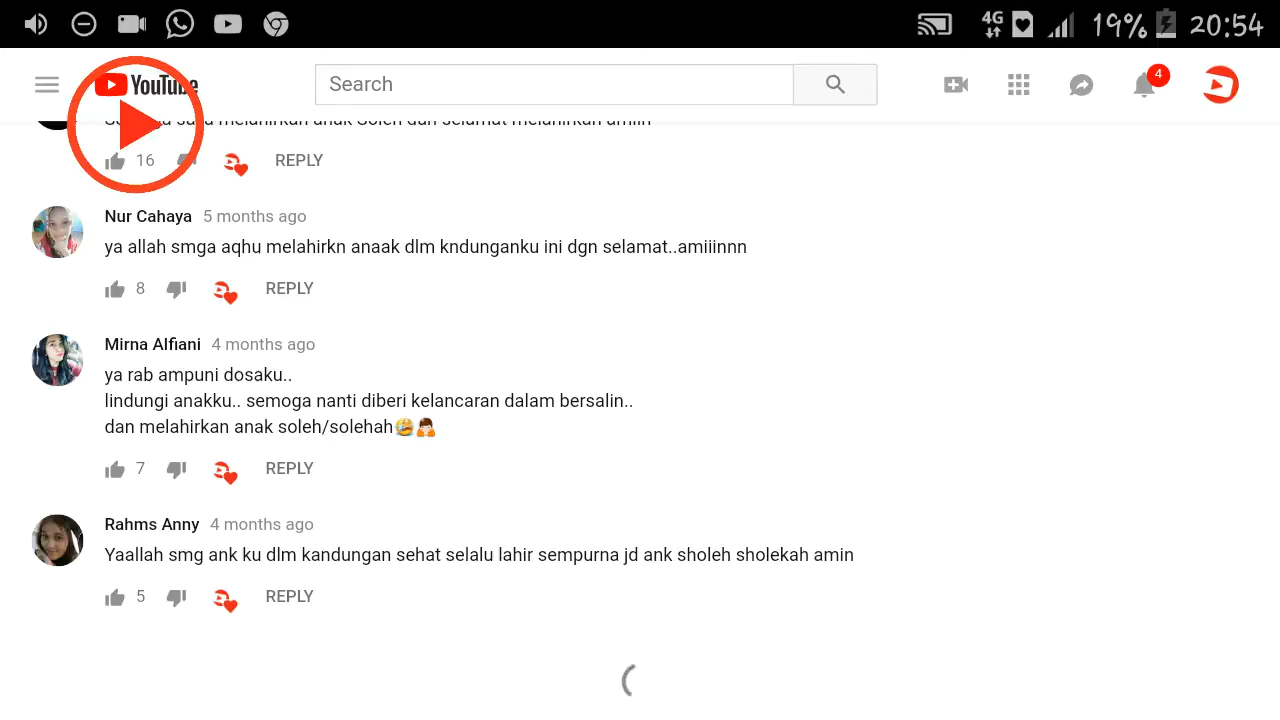 4G 19% 20:54
YouTube
Search
4
melahirkan anak Soleh dan selamat melahirkan amiin
16 REPLY
Nur Cahaya 5 months ago
ya allah smga aqhu melahirkn anaak dlm kndunganku ini dgn selamat..amiiinnn
8 REPLY
Mirna Alfiani 4 months ago
ya rab ampuni dosaku..
lindungi anakku.. semoga nanti diberi kelancaran dalam bersalin..
dan melahirkan anak soleh/solehah🤣🙏
7 REPLY
Rahms Anny 4 months ago
Yaallah smg ank ku dlm kandungan sehat selalu lahir sempurna jd ank sholeh sholekah amin
5 REPLY